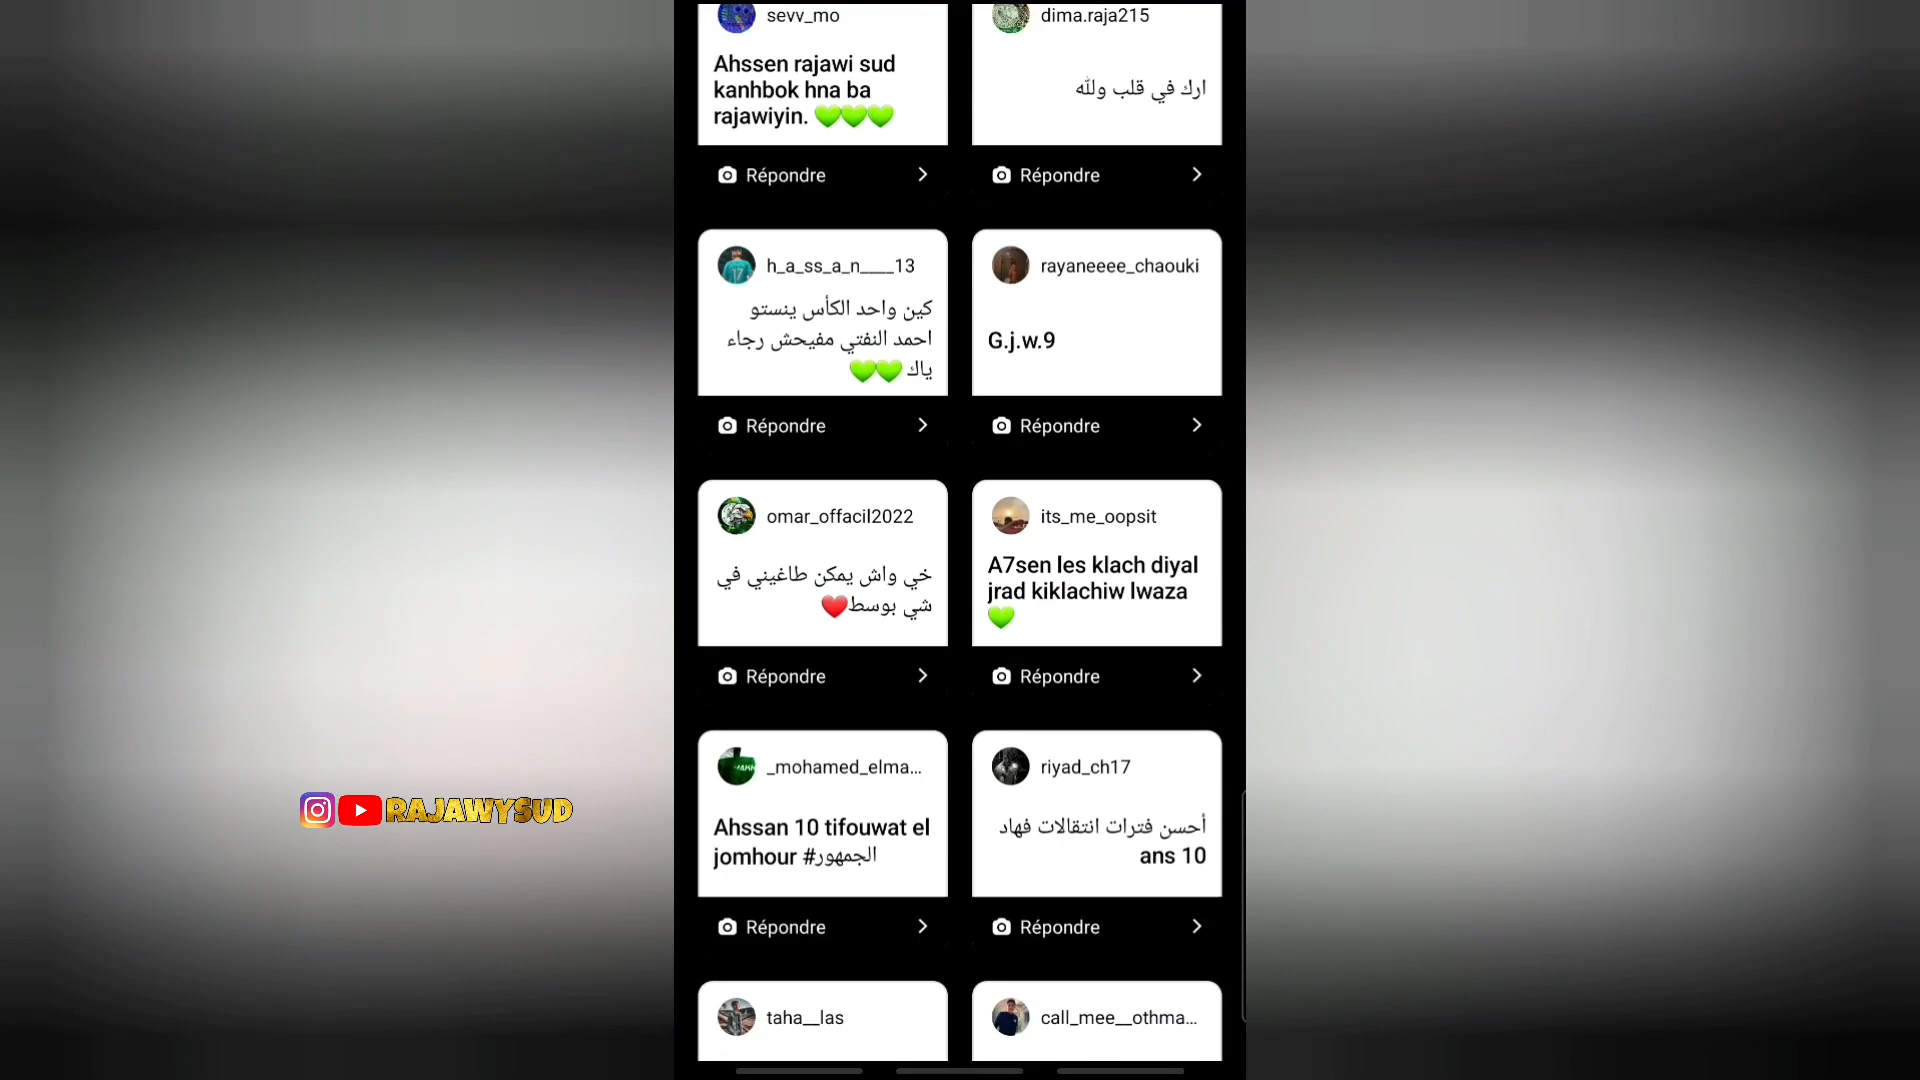 sevv_mo
Ahssen rajawi sud
kanhbok hna ba
rajawiyin. 💚💚💚
Répondre
dima.raja215
ارك في قلب ولله
Répondre
h_a_ss_a_n____13
كين واحد الكأس ينستو
احمد النفتي مفيحش رجاء
ياك 💚💚
Répondre
rayaneeee_chaouki
G.j.w.9
Répondre
omar_offacil2022
خي واش يمكن طاغيني في
شي بوسط❤️
Répondre
its_me_oopsit
A7sen les klach diyal
jrad kiklachiw lwaza
💚
Répondre
_mohamed_elma...
Ahssan 10 tifouwat el
jomhour #الجمهور
Répondre
riyad_ch17
أحسن فترات انتقالات فهاد
10 ans
Répondre
taha__las
call_mee__othma...
RAJAWYSUD